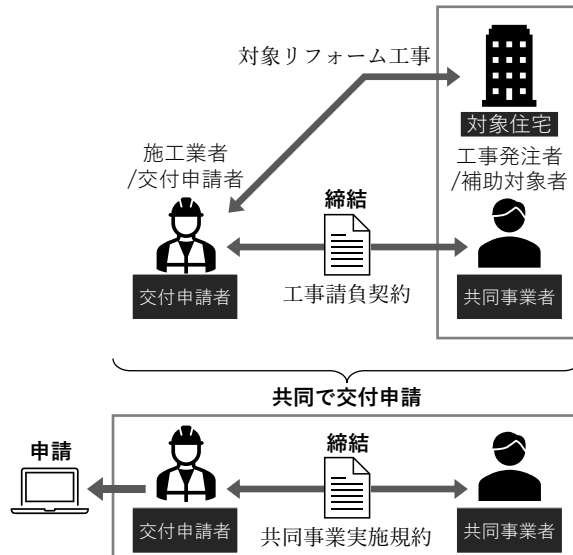 対象リフォーム工事
対象住宅
施工業者
/交付申請者
工事発注者
/補助対象者
締結
交付申請者
工事請負契約
共同事業者
共同で交付申請
申請
締結
交付申請者
共同事業実施規約
共同事業者